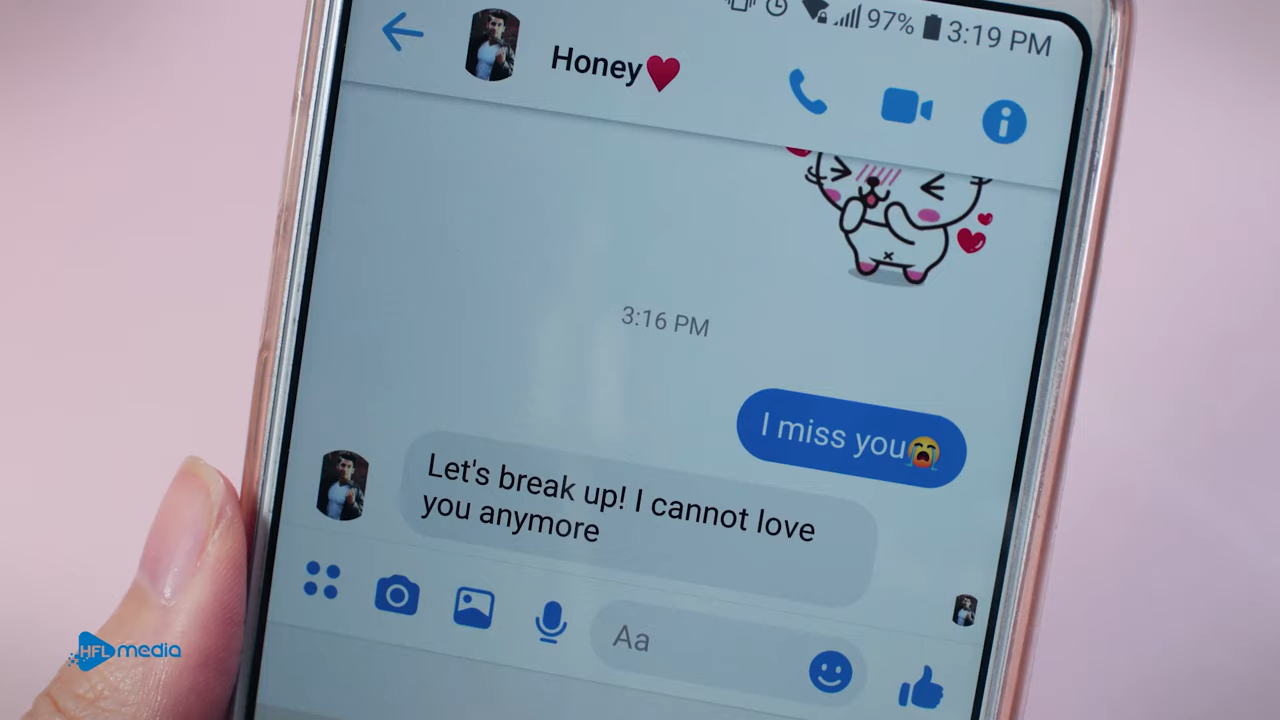 97% 3:19 PM
Honey❤️
3:16 PM
I miss you😭
Let's break up! I cannot love
you anymore
Aa
HFL media